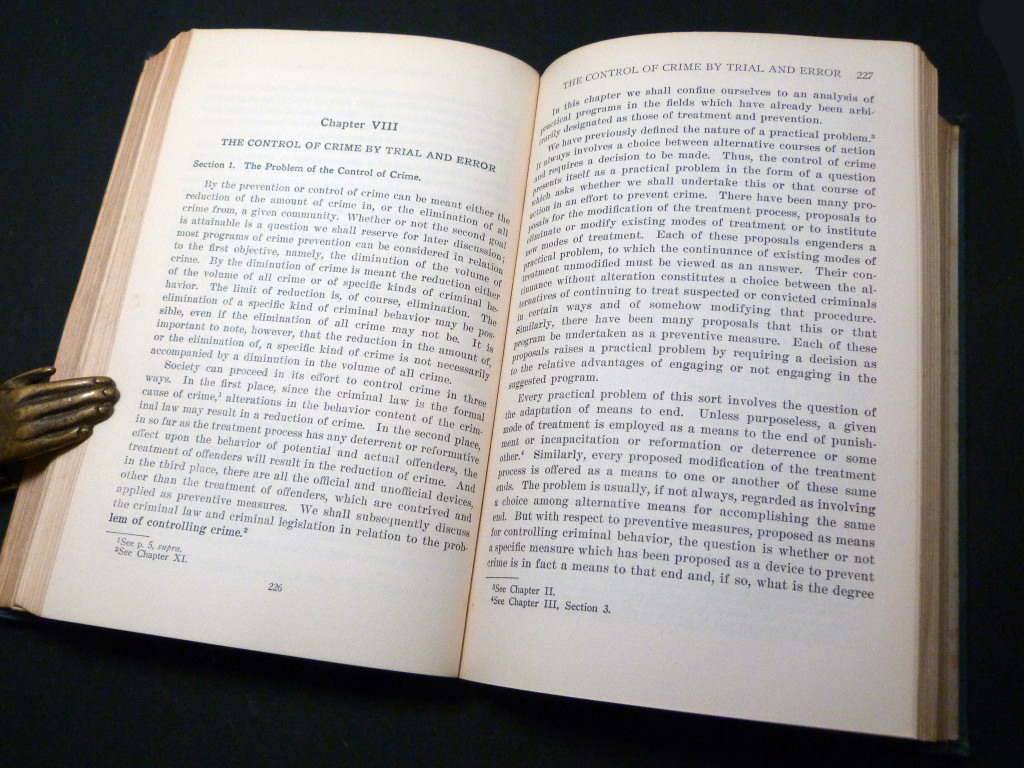 Chapter VIII
THE CONTROL OF CRIME BY TRIAL AND ERROR
Section 1. The Problem of the Control of Crime.
By the prevention or control of crime can be meant either the
reduction of the amount of crime in, or the elimination of all
crime from, a given community. Whether or not the second goal
is attainable is a question we shall reserve for later discussion;
most programs of crime prevention can be considered in relation
to the first objective, namely, the diminution of the volume of
crime. By the diminution of crime is meant the reduction either
of the volume of all crime or of specific kinds of criminal be-
havior. The limit of reduction is, of course, elimination. The
elimination of a specific kind of criminal behavior may be pos-
sible, even if the elimination of all crime may not be. It is
important to note, however, that the reduction in the amount of,
or the elimination of, a specific kind of crime is not necessarily
accompanied by a diminution in the volume of all crime.
Society can proceed in its effort to control crime in three
ways. In the first place, since the criminal law is the formal
cause of crime,¹ alterations in the behavior content of the crim-
inal law may result in a reduction of crime. In the second place,
in so far as the treatment process has any deterrent or reformative
effect upon the behavior of potential and actual offenders, the
treatment of offenders will result in the reduction of crime. And
in the third place, there are all the official and unofficial devices,
other than the treatment of offenders, which are contrived and
applied as preventive measures. We shall subsequently discuss
the criminal law and criminal legislation in relation to the prob-
lem of controlling crime.²
¹See p. 5, supra.
²See Chapter XI.
226
THE CONTROL OF CRIME BY TRIAL AND ERROR 227
In this chapter we shall confine ourselves to an analysis of
practical programs in the fields which have already been arbi-
trarily designated as those of treatment and prevention.
We have previously defined the nature of a practical problem.³
It always involves a choice between alternative courses of action
and requires a decision to be made. Thus, the control of crime
presents itself as a practical problem in the form of a question
which asks whether we shall undertake this or that course of
action in an effort to prevent crime. There have been many pro-
posals for the modification of the treatment process, proposals to
eliminate or modify existing modes of treatment or to institute
new modes of treatment. Each of these proposals engenders a
practical problem, to which the continuance of existing modes of
treatment unmodified must be viewed as an answer. Their con-
tinuance without alteration constitutes a choice between the al-
ternatives of continuing to treat suspected or convicted criminals
in certain ways and of somehow modifying that procedure.
Similarly, there have been many proposals that this or that
program be undertaken as a preventive measure. Each of these
proposals raises a practical problem by requiring a decision as
to the relative advantages of engaging or not engaging in the
suggested program.
Every practical problem of this sort involves the question of
the adaptation of means to end. Unless purposeless, a given
mode of treatment is employed as a means to the end of punish-
ment or incapacitation or reformation or deterrence or some
other.⁴ Similarly, every proposed modification of the treatment
process is offered as a means to one or another of these same
ends. The problem is usually, if not always, regarded as involving
a choice among alternative means for accomplishing the same
end. But with respect to preventive measures, proposed as means
for controlling criminal behavior, the question is whether or not
a specific measure which has been proposed as a device to prevent
crime is in fact a means to that end and, if so, what is the degree
³See Chapter II.
⁴See Chapter III, Section 3.